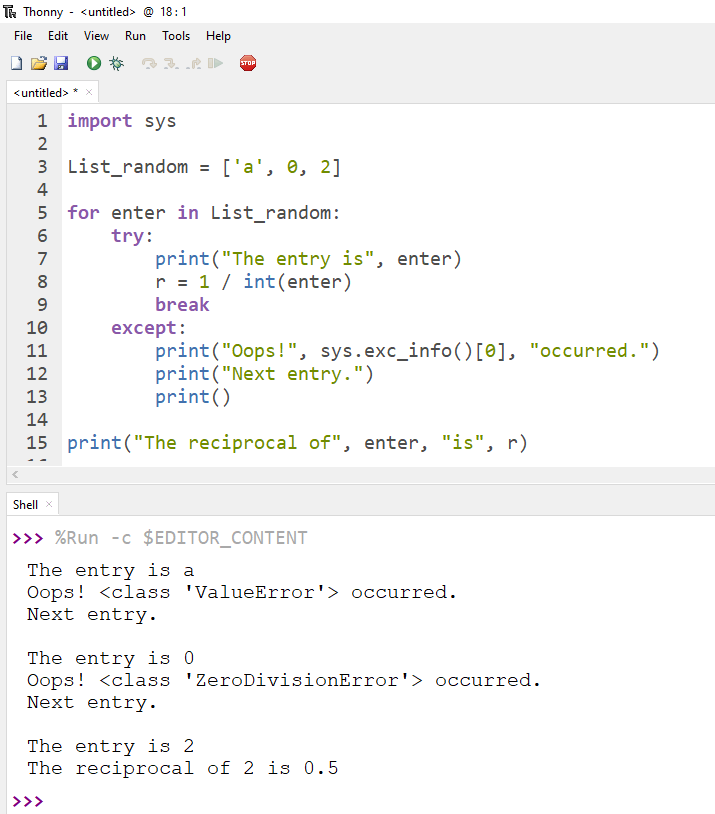 Thonny - <untitled> @ 18:1
File Edit View Run Tools Help
STOP
<untitled> * ×
1 import sys
2
3 List_random = ['a', 0, 2]
4
5 for enter in List_random:
6     try:
7         print("The entry is", enter)
8         r = 1 / int(enter)
9         break
10     except:
11         print("Oops!", sys.exc_info()[0], "occurred.")
12         print("Next entry.")
13         print()
14
15 print("The reciprocal of", enter, "is", r)
Shell ×
>>> %Run -c $EDITOR_CONTENT
The entry is a
Oops! <class 'ValueError'> occurred.
Next entry.

The entry is 0
Oops! <class 'ZeroDivisionError'> occurred.
Next entry.

The entry is 2
The reciprocal of 2 is 0.5
>>>